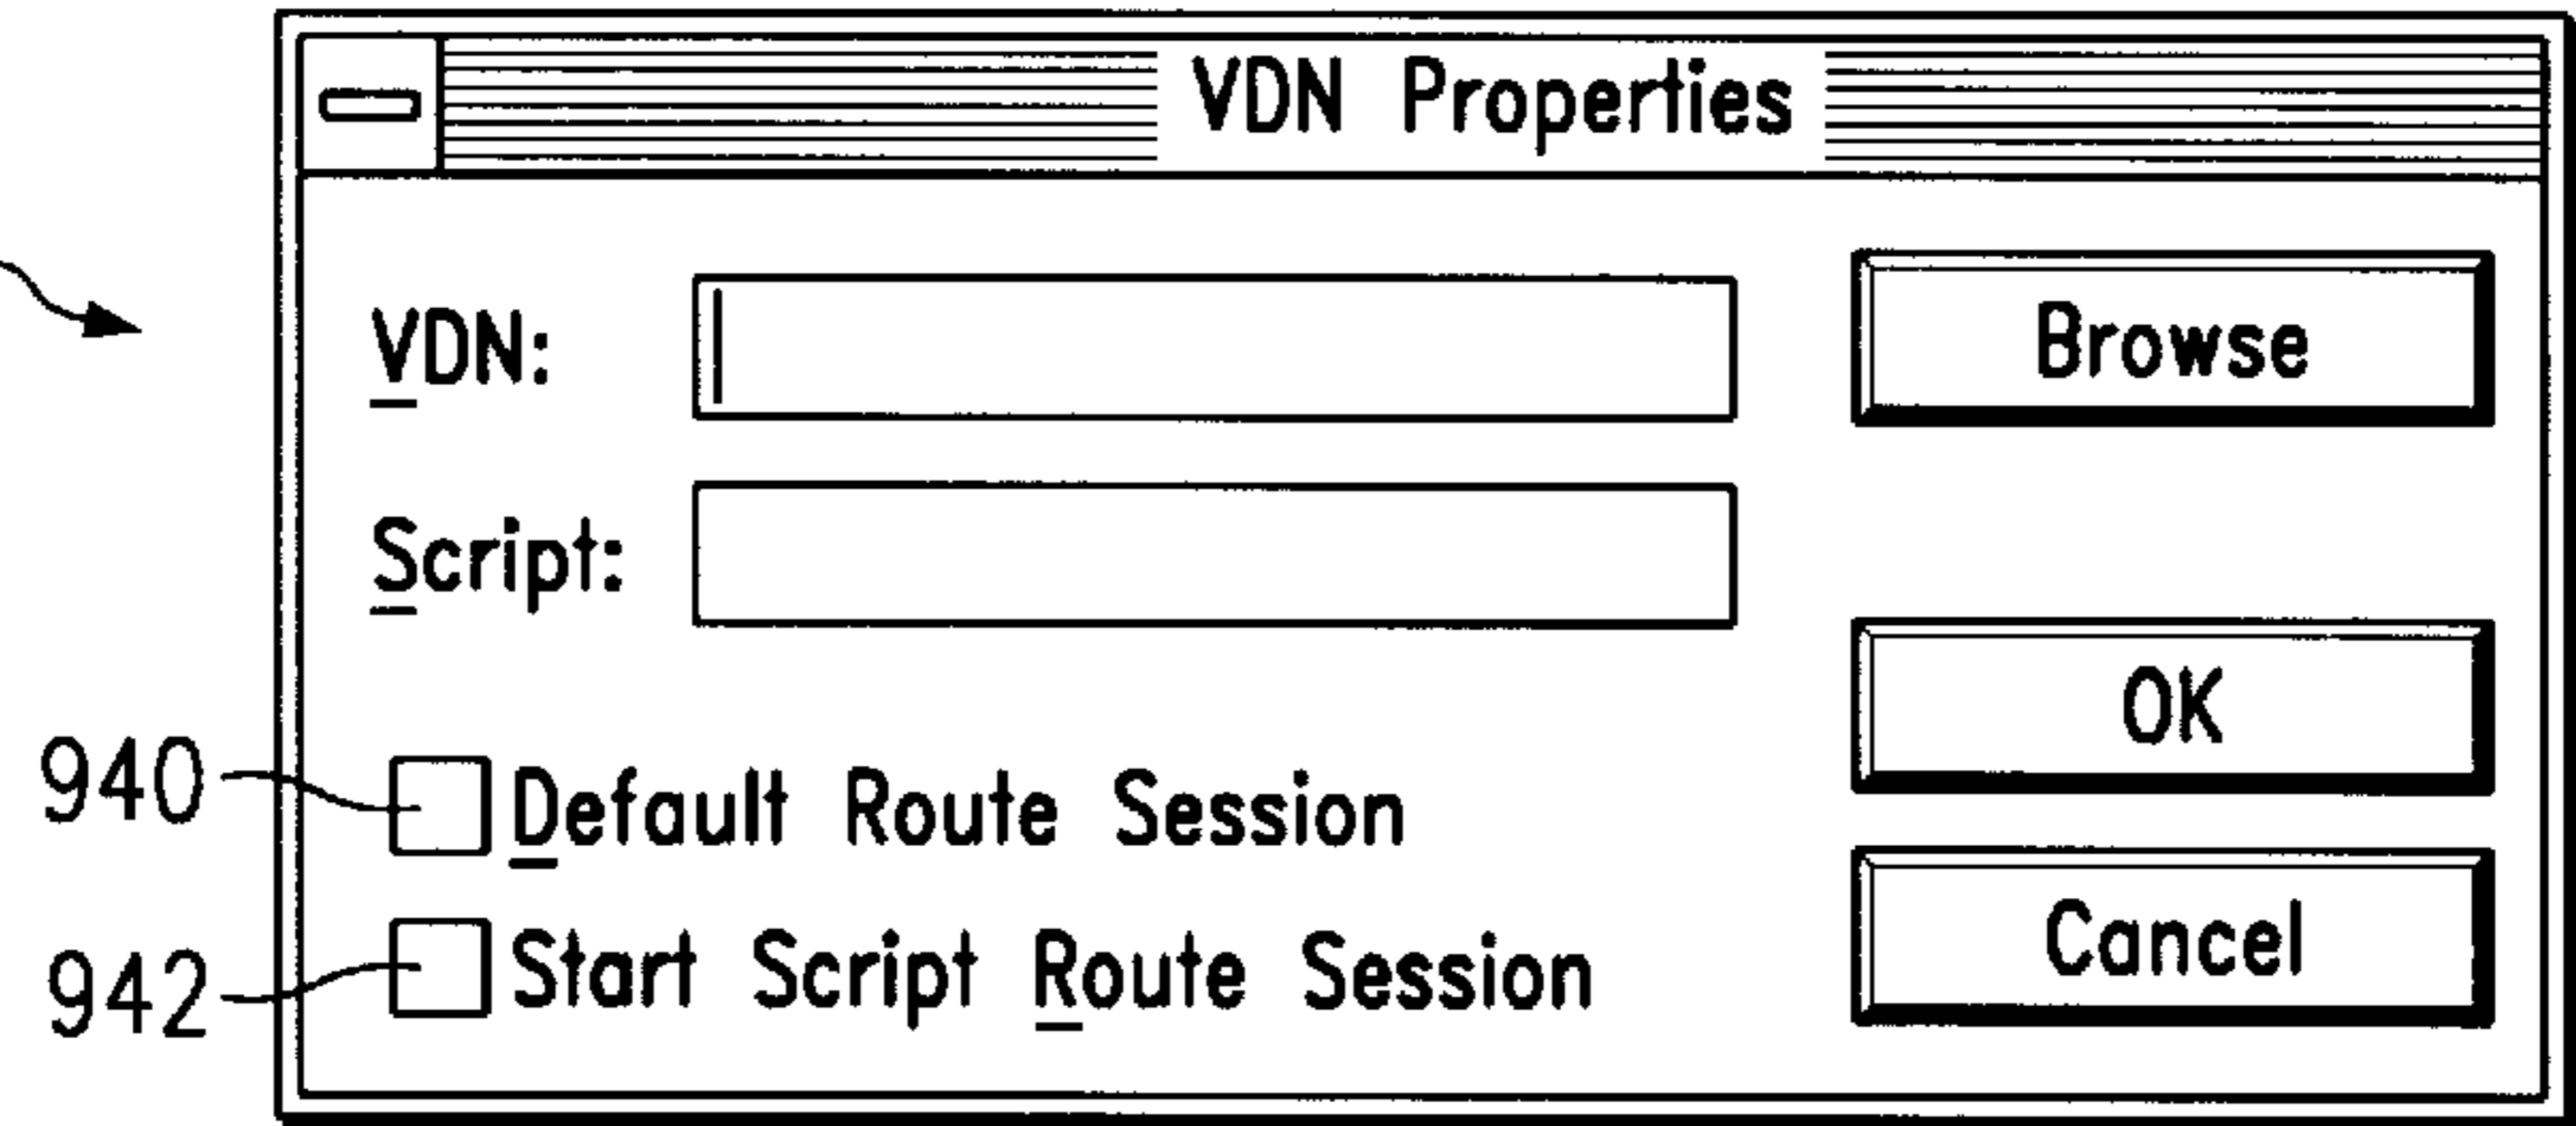 VDN Properties
VDN:
Browse
Script:
OK
940
Default Route Session
942
Start Script Route Session
Cancel